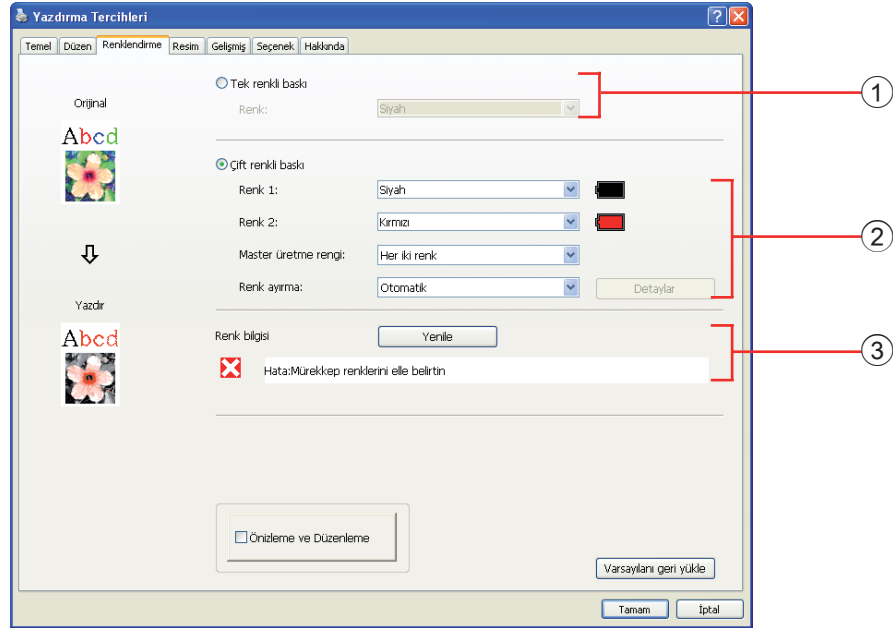 Yazdırma Tercihleri
Temel Düzen Renklendirme Resim Gelişmiş Seçenek Hakkında
Orijinal
Abcd
Yazdır
Abcd
Tek renkli baskı
Renk: Siyah
1
Çift renkli baskı
Renk 1: Siyah
Renk 2: Kırmızı
Master üretme rengi: Her iki renk
Renk ayırma: Otomatik Detaylar
2
Renk bilgisi Yenile
Hata:Mürekkep renklerini elle belirtin
3
Önizleme ve Düzenleme
Varsayılanı geri yükle
Tamam İptal